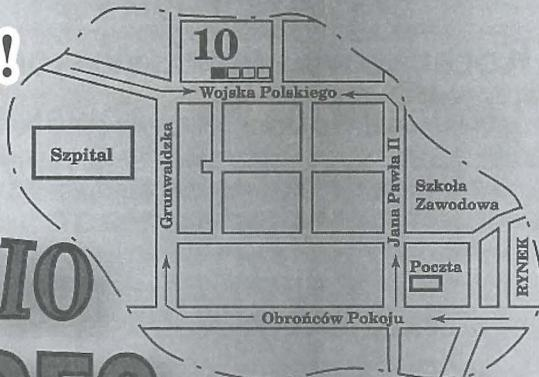 !
10
Wojska Polskiego
Szpital
Grunwaldzka
Jana Pawła II
Szkoła
Zawodowa
Poczta
RYNEK
IO
Obrońców Pokoju